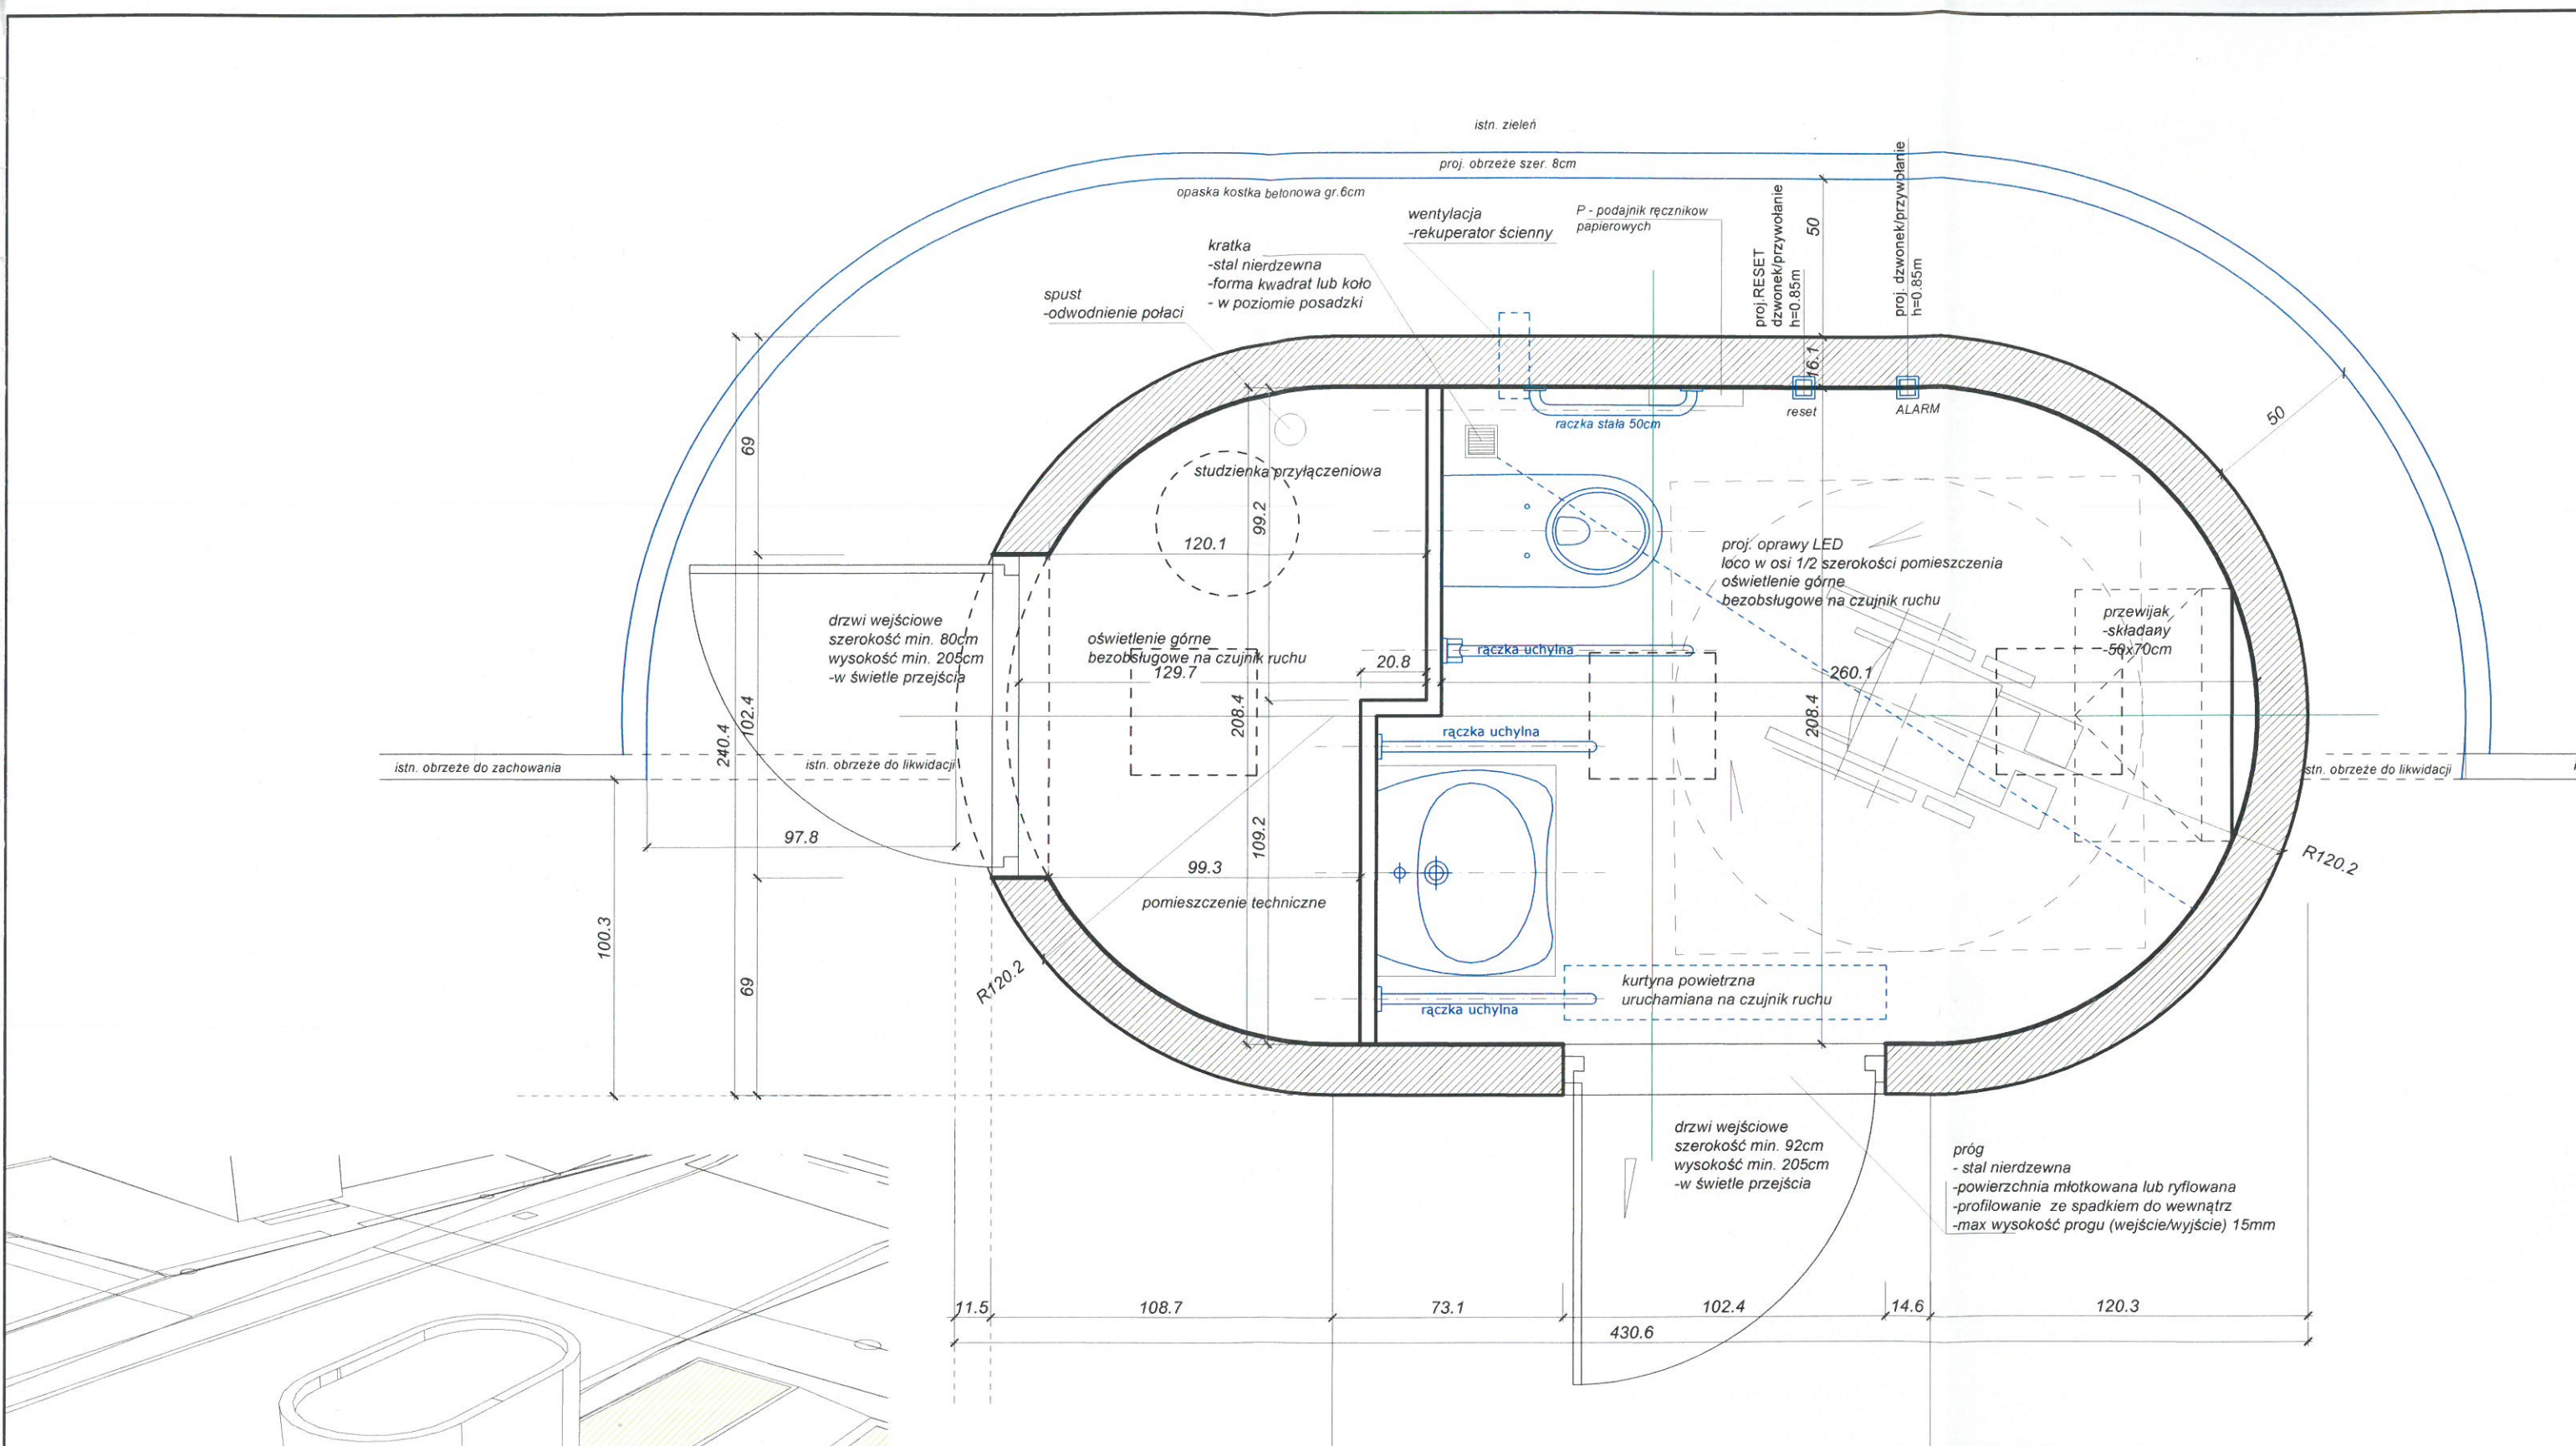 istn. zieleń
proj. obrzeże szer. 8cm
opaska kostka betonowa gr.6cm
wentylacja
-rekuperator ścienny
P - podajnik ręcznikow
papierowych
proj.RESET
dzwonek/przywołanie
h=0.85m
proj. dzwonek/przywołanie
h=0.85m
50
kratka
-stal nierdzewna
-forma kwadrat lub koło
- w poziomie posadzki
spust
-odwodnienie połaci
16.1
reset
ALARM
50
raczka stała 50cm
69
studzienka przyłączeniowa
99.2
120.1
proj. oprawy LED
loco w osi 1/2 szerokości pomieszczenia
oświetlenie górne
bezobsługowe na czujnik ruchu
przewijak
-składany
-50x70cm
drzwi wejściowe
szerokość min. 80cm
wysokość min. 205cm
-w świetle przejścia
oświetlenie górne
bezobsługowe na czujnik ruchu
129.7
20.8
rączka uchylna
260.1
240.4
102.4
208.4
208.4
rączka uchylna
istn. obrzeże do zachowania
istn. obrzeże do likwidacji
stn. obrzeże do likwidacji
97.8
109.2
99.3
R120.2
pomieszczenie techniczne
100.3
69
R120.2
kurtyna powietrzna
uruchamiana na czujnik ruchu
rączka uchylna
drzwi wejściowe
szerokość min. 92cm
wysokość min. 205cm
-w świetle przejścia
próg
- stal nierdzewna
-powierzchnia młotkowana lub ryflowana
-profilowanie ze spadkiem do wewnątrz
-max wysokość progu (wejście/wyjście) 15mm
11.5
108.7
73.1
102.4
14.6
120.3
430.6